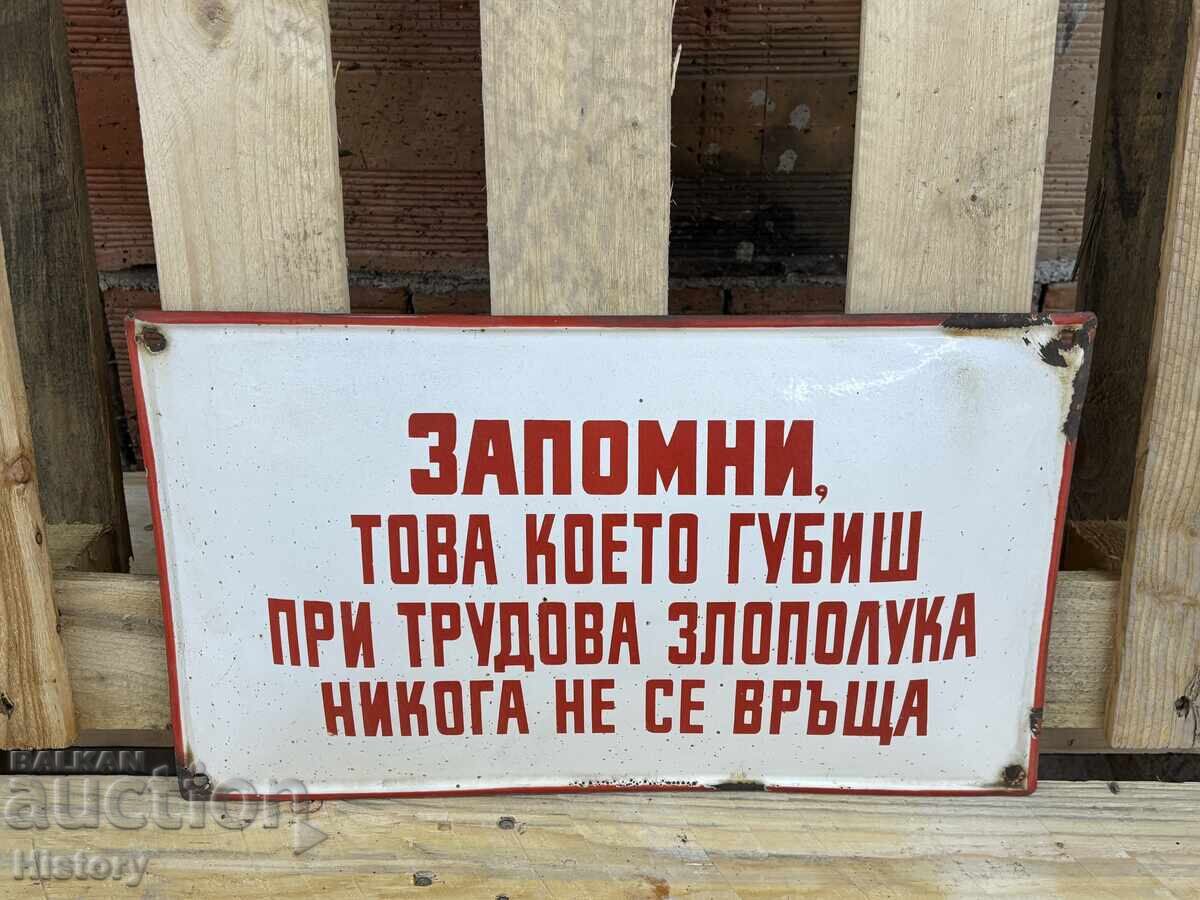 ЗАПОМНИ,
ТОВА КОЕТО ГУБИШ
ПРИ ТРУДОВА ЗЛОПОЛУКА
НИКОГА НЕ СЕ ВРЪЩА
BALKAN
auction
History